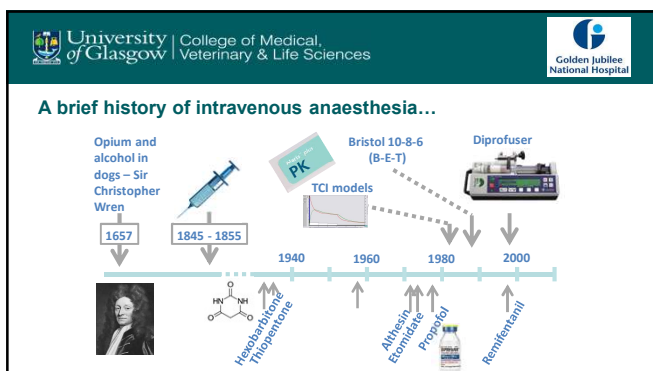 University of Glasgow
College of Medical,
Veterinary & Life Sciences
Golden Jubilee
National Hospital
A brief history of intravenous anaesthesia…
Opium and
alcohol in
dogs – Sir
Christopher
Wren
1657
1845 - 1855
PK
TCI models
Bristol 10-8-6
(B-E-T)
Diprofuser
1940
1960
1980
2000
O
HN
NH
O
O
Hexobarbitone
Thiopentone
Althesin
Etomidate
Propofol
Remifentanil